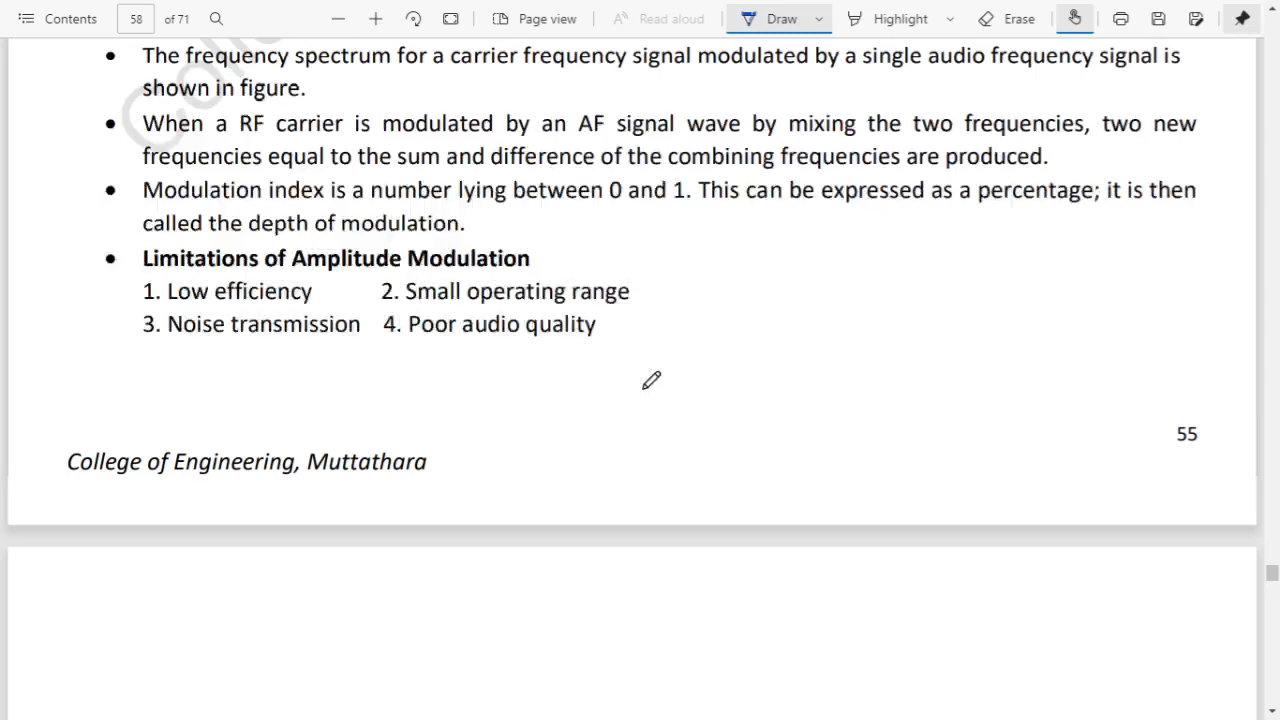 Contents 58 of 71 Page view Read aloud Draw Highlight Erase
• The frequency spectrum for a carrier frequency signal modulated by a single audio frequency signal is
shown in figure.
• When a RF carrier is modulated by an AF signal wave by mixing the two frequencies, two new
frequencies equal to the sum and difference of the combining frequencies are produced.
• Modulation index is a number lying between 0 and 1. This can be expressed as a percentage; it is then
called the depth of modulation.
• Limitations of Amplitude Modulation
1. Low efficiency 2. Small operating range
3. Noise transmission 4. Poor audio quality
55
College of Engineering, Muttathara